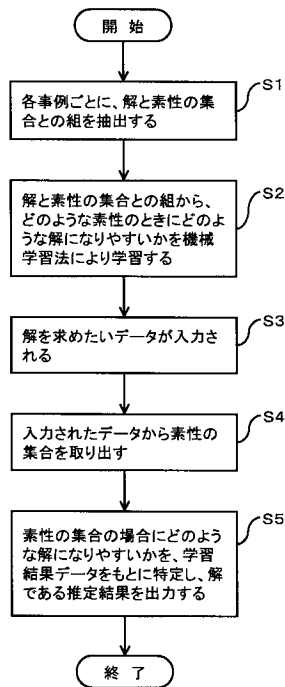 開始
S1
各事例ごとに、解と素性の集
合との組を抽出する
S2
解と素性の集合との組から、
どのような素性のときにどのよ
うな解になりやすいかを機械
学習法により学習する
S3
解を求めたいデータが入力さ
れる
S4
入力されたデータから素性の
集合を取り出す
S5
素性の集合の場合にどのよう
な解になりやすいかを、学習
結果データをもとに特定し、解
である推定結果を出力する
終了